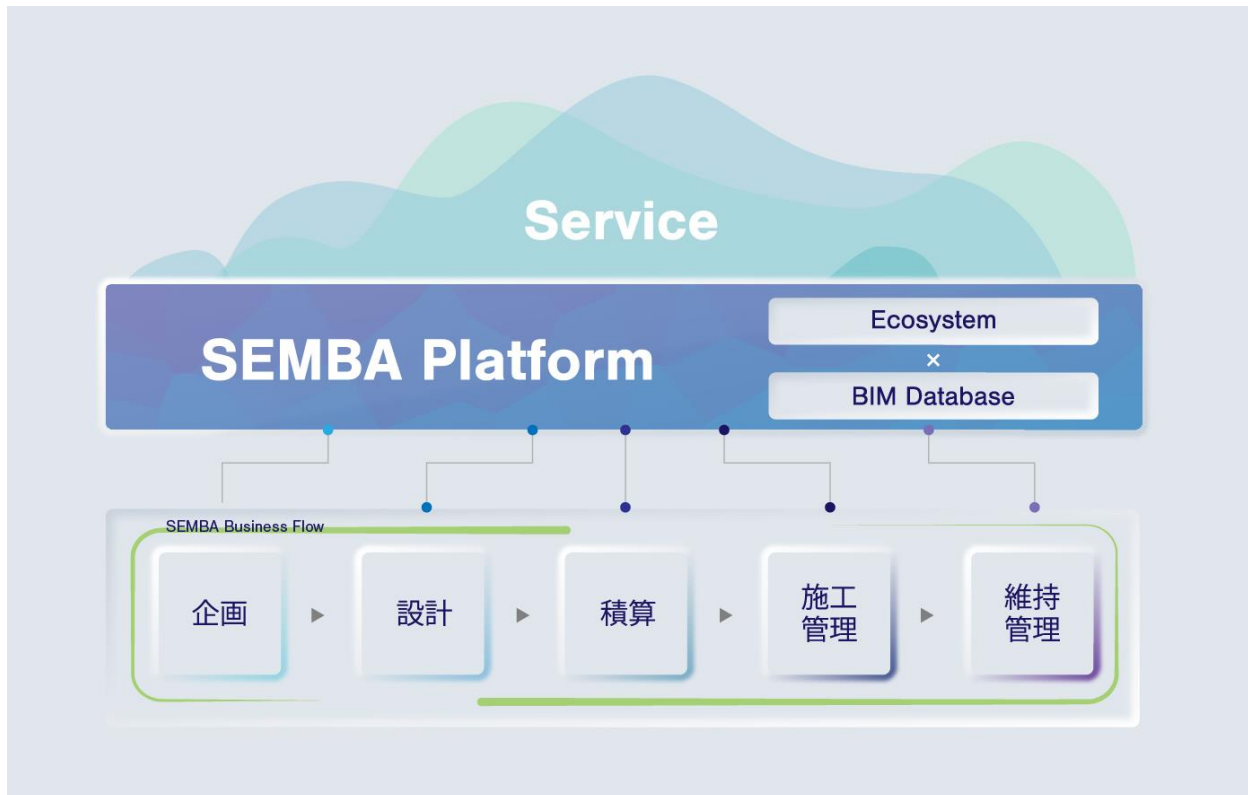 Service
SEMBA Platform
Ecosystem
×
BIM Database
SEMBA Business Flow
企画
設計
積算
施工
管理
維持
管理